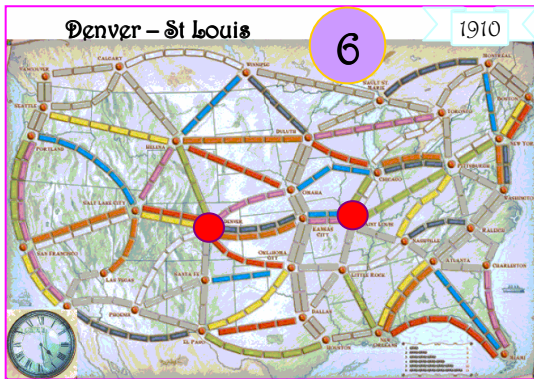 Denver – St Louis
6
1910
CALGARY
WINNIPEG
MONTREAL
VANCOUVER
SAULT ST. MARIE
SEATTLE
BOSTON
TORONTO
PORTLAND
HELENA
DULUTH
NEW YORK
CHICAGO
PITTSBURGH
OMAHA
SALT LAKE CITY
WASHINGTON
DENVER
KANSAS CITY
SAINT LOUIS
RALEIGH
NASHVILLE
SAN FRANCISCO
OKLAHOMA CITY
ATLANTA
CHARLESTON
LAS VEGAS
SANTA FE
LITTLE ROCK
PHOENIX
DALLAS
EL PASO
HOUSTON
NEW ORLEANS
MIAMI